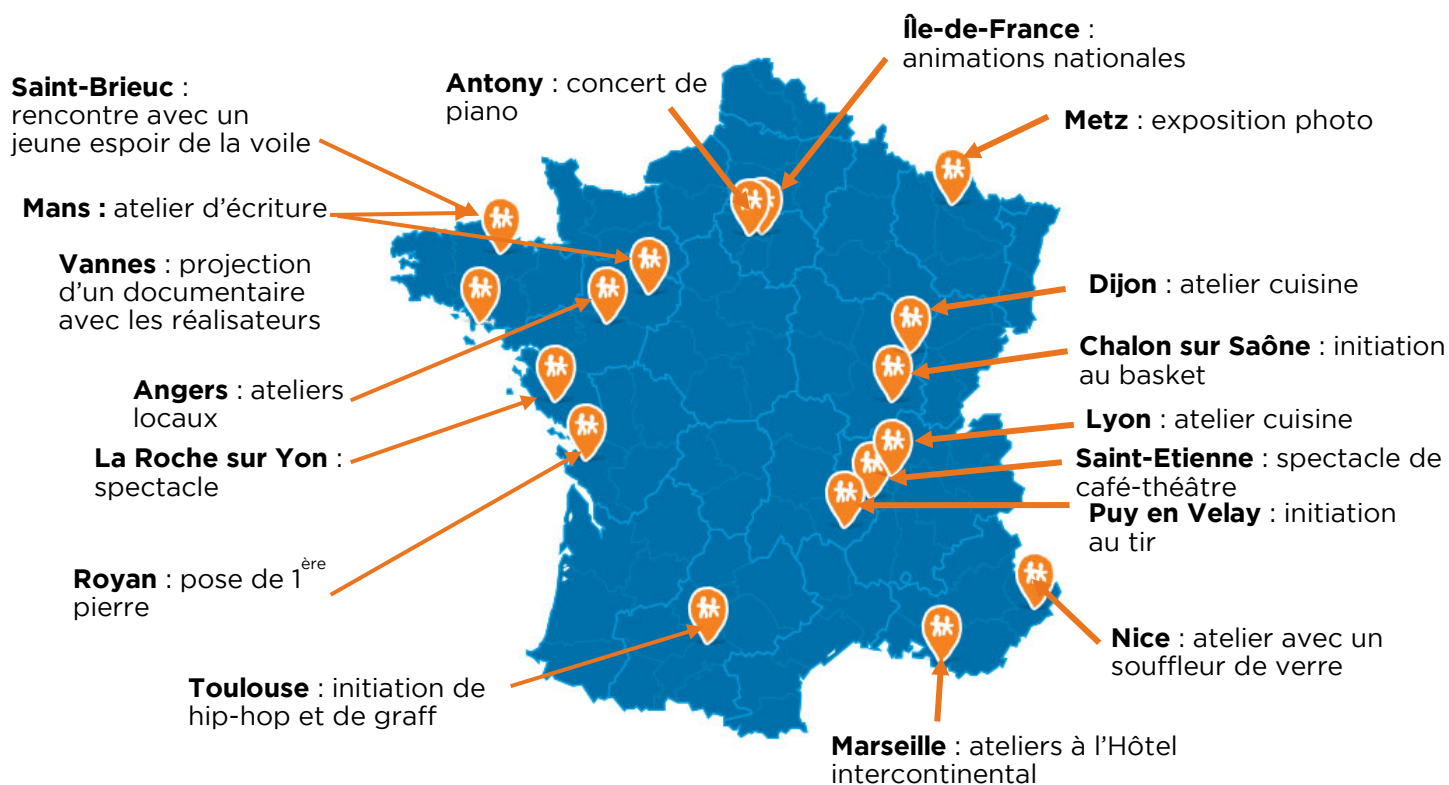 Île-de-France :
animations nationales
Saint-Brieuc :
rencontre avec un
jeune espoir de la voile
Antony : concert de
piano
Metz : exposition photo
Mans : atelier d’écriture
Vannes : projection
d’un documentaire
avec les réalisateurs
Dijon : atelier cuisine
Chalon sur Saône : initiation
au basket
Angers : ateliers
locaux
Lyon : atelier cuisine
La Roche sur Yon :
spectacle
Saint-Etienne : spectacle de
café-théâtre
Puy en Velay : initiation
au tir
Royan : pose de 1ère
pierre
Nice : atelier avec un
souffleur de verre
Toulouse : initiation de
hip-hop et de graff
Marseille : ateliers à l’Hôtel
intercontinental